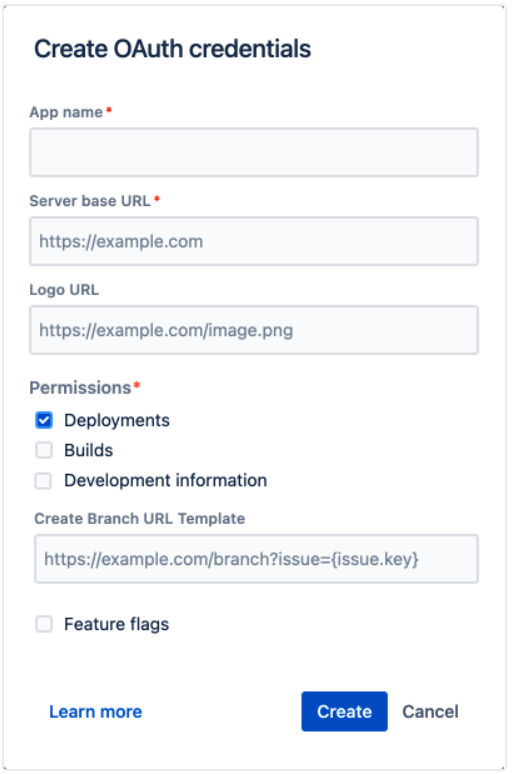 Create OAuth credentials
App name *
Server base URL *
https://example.com
Logo URL
https://example.com/image.png
Permissions *
Deployments
Builds
Development information
Create Branch URL Template
https://example.com/branch?issue={issue.key}
Feature flags
Learn more Create Cancel